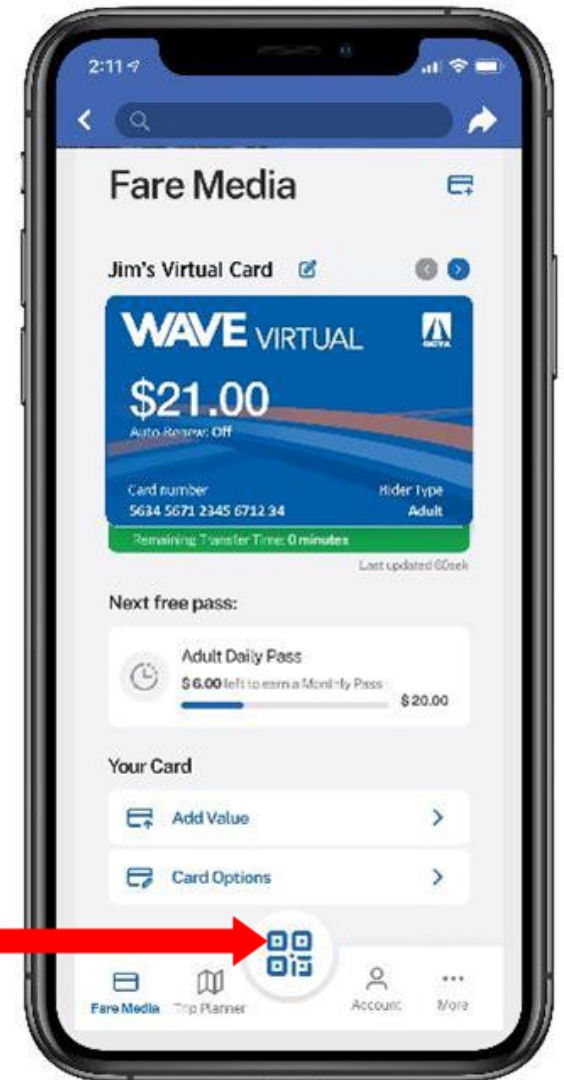 2:11
Fare Media
Jim's Virtual Card
WAVE VIRTUAL
$21.00
Auto-Renew: Off
Card number
Rider Type
5634 5671 2345 6712 34
Adult
Remaining Transfer Time: 0 minutes
Last updated 60sek
Next free pass:
Adult Daily Pass
$6.00 left to earn a Monthly Pass
$20.00
Your Card
Add Value
Card Options
Fare Media
Trip Planner
Account
More